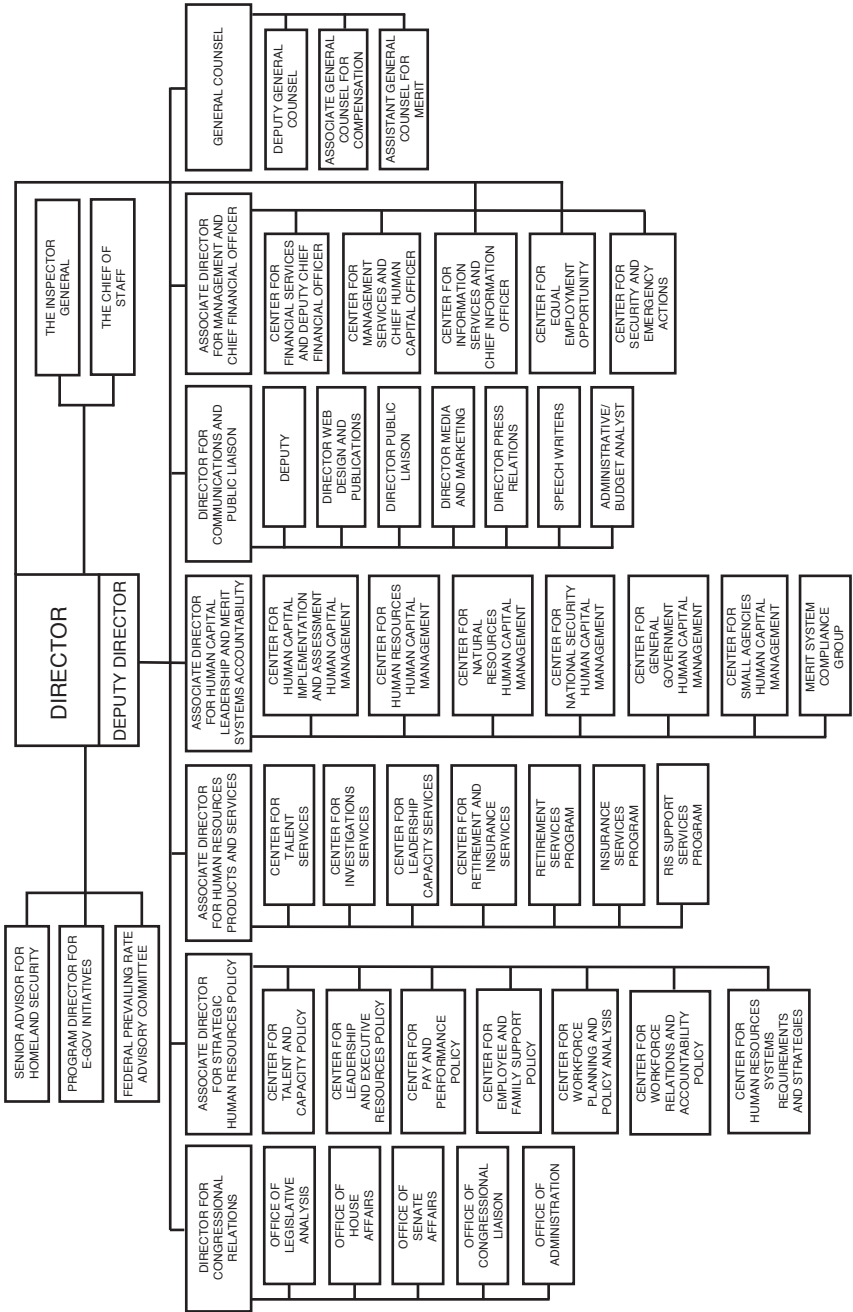 DIRECTOR
DEPUTY DIRECTOR
SENIOR ADVISOR FOR
HOMELAND SECURITY
PROGRAM DIRECTOR FOR
E-GOV INITIATIVES
FEDERAL PREVAILING RATE
ADVISORY COMMITTEE
THE INSPECTOR
GENERAL
THE CHIEF OF
STAFF
DIRECTOR FOR
CONGRESSIONAL
RELATIONS
OFFICE OF
LEGISLATIVE
ANALYSIS
OFFICE OF
HOUSE
AFFAIRS
OFFICE OF
SENATE
AFFAIRS
OFFICE OF
CONGRESSIONAL
LIAISON
OFFICE OF
ADMINISTRATION
ASSOCIATE DIRECTOR
FOR STRATEGIC
HUMAN RESOURCES POLICY
CENTER FOR
TALENT AND
CAPACITY POLICY
CENTER FOR
LEADERSHIP
AND EXECUTIVE
RESOURCES POLICY
CENTER FOR
PAY AND
PERFORMANCE
POLICY
CENTER FOR
EMPLOYEE AND
FAMILY SUPPORT
POLICY
CENTER FOR
WORKFORCE
PLANNING AND
POLICY ANALYSIS
CENTER FOR
WORKFORCE
RELATIONS AND
ACCOUNTABILITY
POLICY
CENTER FOR
HUMAN RESOURCES
SYSTEMS
REQUIREMENTS
AND STRATEGIES
ASSOCIATE DIRECTOR
FOR HUMAN RESOURCES
PRODUCTS AND SERVICES
CENTER FOR
TALENT
SERVICES
CENTER FOR
INVESTIGATIONS
SERVICES
CENTER FOR
LEADERSHIP
CAPACITY SERVICES
CENTER FOR
RETIREMENT AND
INSURANCE
SERVICES
RETIREMENT
SERVICES
PROGRAM
INSURANCE
SERVICES
PROGRAM
RIS SUPPORT
SERVICES
PROGRAM
ASSOCIATE DIRECTOR
FOR HUMAN CAPITAL
LEADERSHIP AND MERIT
SYSTEMS ACCOUNTABILITY
CENTER FOR
HUMAN CAPITAL
IMPLEMENTATION
AND ASSESSMENT
HUMAN CAPITAL
MANAGEMENT
CENTER FOR
HUMAN RESOURCES
HUMAN CAPITAL
MANAGEMENT
CENTER FOR
NATURAL
RESOURCES
HUMAN CAPITAL
MANAGEMENT
CENTER FOR
NATIONAL SECURITY
HUMAN CAPITAL
MANAGEMENT
CENTER FOR
GENERAL
GOVERNMENT
HUMAN CAPITAL
MANAGEMENT
CENTER FOR
SMALL AGENCIES
HUMAN CAPITAL
MANAGEMENT
MERIT SYSTEM
COMPLIANCE
GROUP
DIRECTOR FOR
COMMUNICATIONS AND
PUBLIC LIAISON
DEPUTY
DIRECTOR WEB
DESIGN AND
PUBLICATIONS
DIRECTOR PUBLIC
LIAISON
DIRECTOR MEDIA
AND MARKETING
DIRECTOR PRESS
RELATIONS
SPEECH WRITERS
ADMINISTRATIVE/
BUDGET ANALYST
ASSOCIATE DIRECTOR
FOR MANAGEMENT AND
CHIEF FINANCIAL OFFICER
CENTER FOR
FINANCIAL SERVICES
AND DEPUTY CHIEF
FINANCIAL OFFICER
CENTER FOR
MANAGEMENT
SERVICES AND
CHIEF HUMAN
CAPITAL OFFICER
CENTER FOR
INFORMATION
SERVICES AND
CHIEF INFORMATION
OFFICER
CENTER FOR
EQUAL
EMPLOYMENT
OPPORTUNITY
CENTER FOR
SECURITY AND
EMERGENCY
ACTIONS
GENERAL COUNSEL
DEPUTY GENERAL
COUNSEL
ASSOCIATE GENERAL
COUNSEL FOR
COMPENSATION
ASSISTANT GENERAL
COUNSEL FOR
MERIT